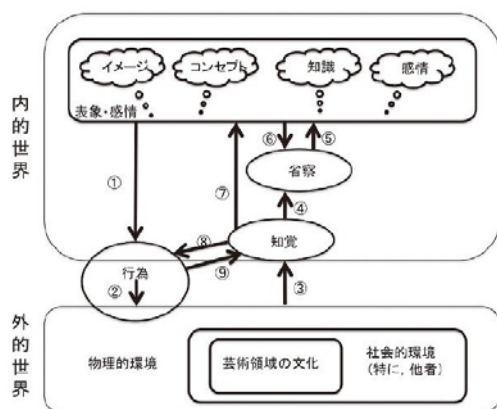 内的世界
イメージ
コンセプト
知識
感情
表象・感情
①
⑦
⑥
⑤
省察
④
⑧
知覚
⑨
行為
②
③
外的世界
物理的環境
芸術領域の文化
社会的環境
(特に, 他者)